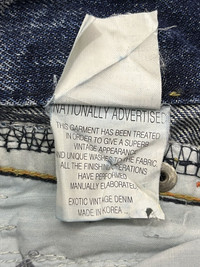 NATIONALLY ADVERTISED
THIS GARMENT HAS BEEN TREATED
IN ORDER TO GIVE A SUPERB
VINTAGE APPEARANCE
AND UNIQUE WASHES TO THE FABRIC
ALL THE FINISHING OPERATIONS
HAVE PERFORMED
MANUALLY ELABORATED
EXOTIC VINTAGE DENIM
MADE IN KOREA